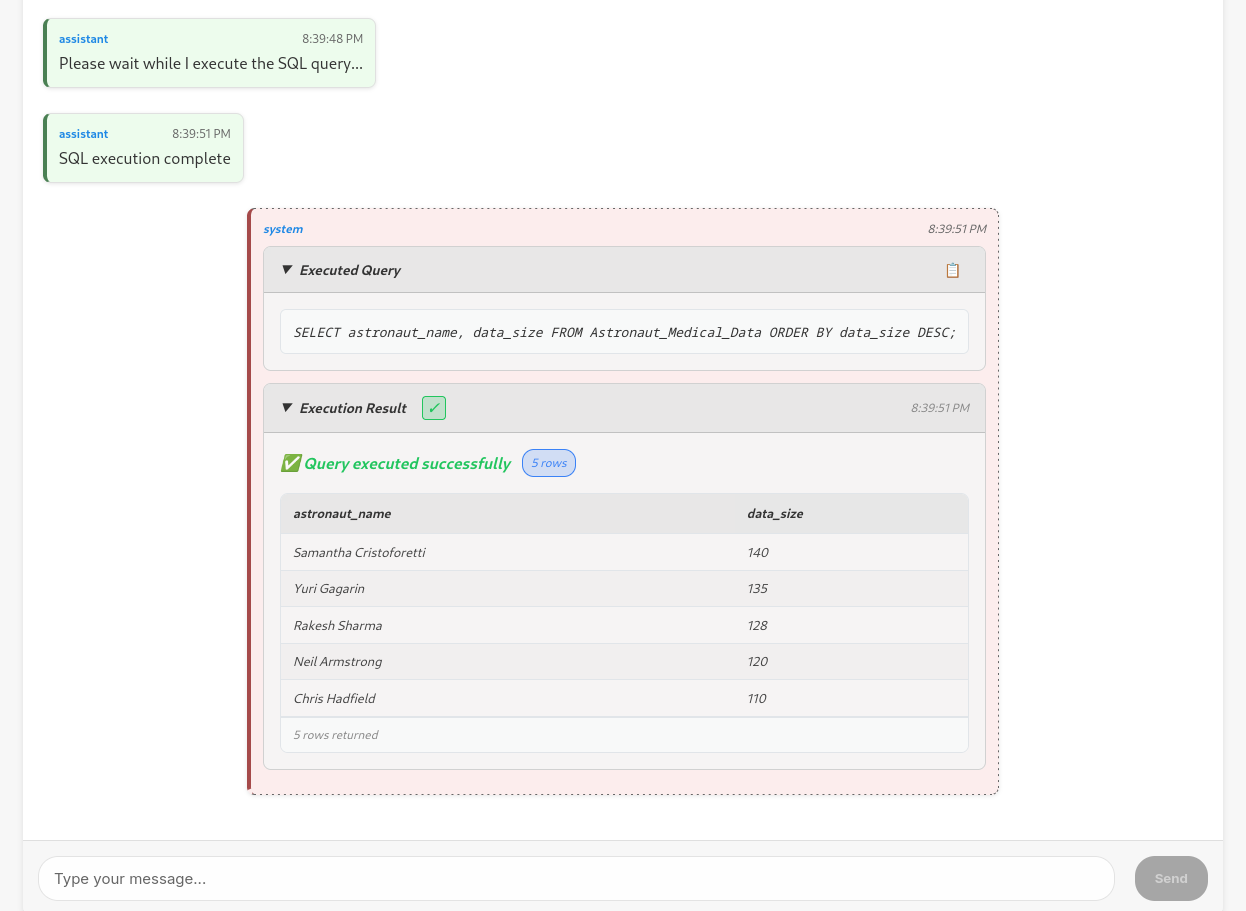 assistant 8:39:48 PM
Please wait while I execute the SQL query...
assistant 8:39:51 PM
SQL execution complete
system 8:39:51 PM
▼ Executed Query 📋
SELECT astronaut_name, data_size FROM Astronaut_Medical_Data ORDER BY data_size DESC;
▼ Execution Result ✓ 8:39:51 PM
✅ Query executed successfully 5 rows
astronaut_name data_size
Samantha Cristoforetti 140
Yuri Gagarin 135
Rakesh Sharma 128
Neil Armstrong 120
Chris Hadfield 110
5 rows returned
Type your message... Send